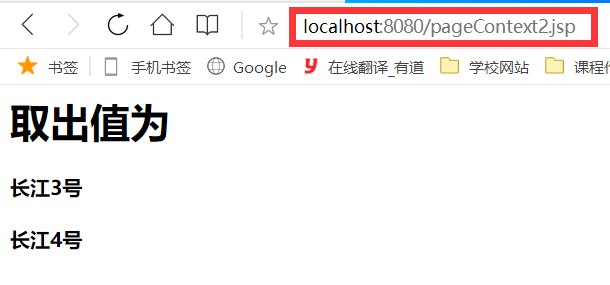 localhost:8080/pageContext2.jsp
书签 手机书签 Google 在线翻译_有道 学校网站 课程作
取出值为
长江3号
长江4号